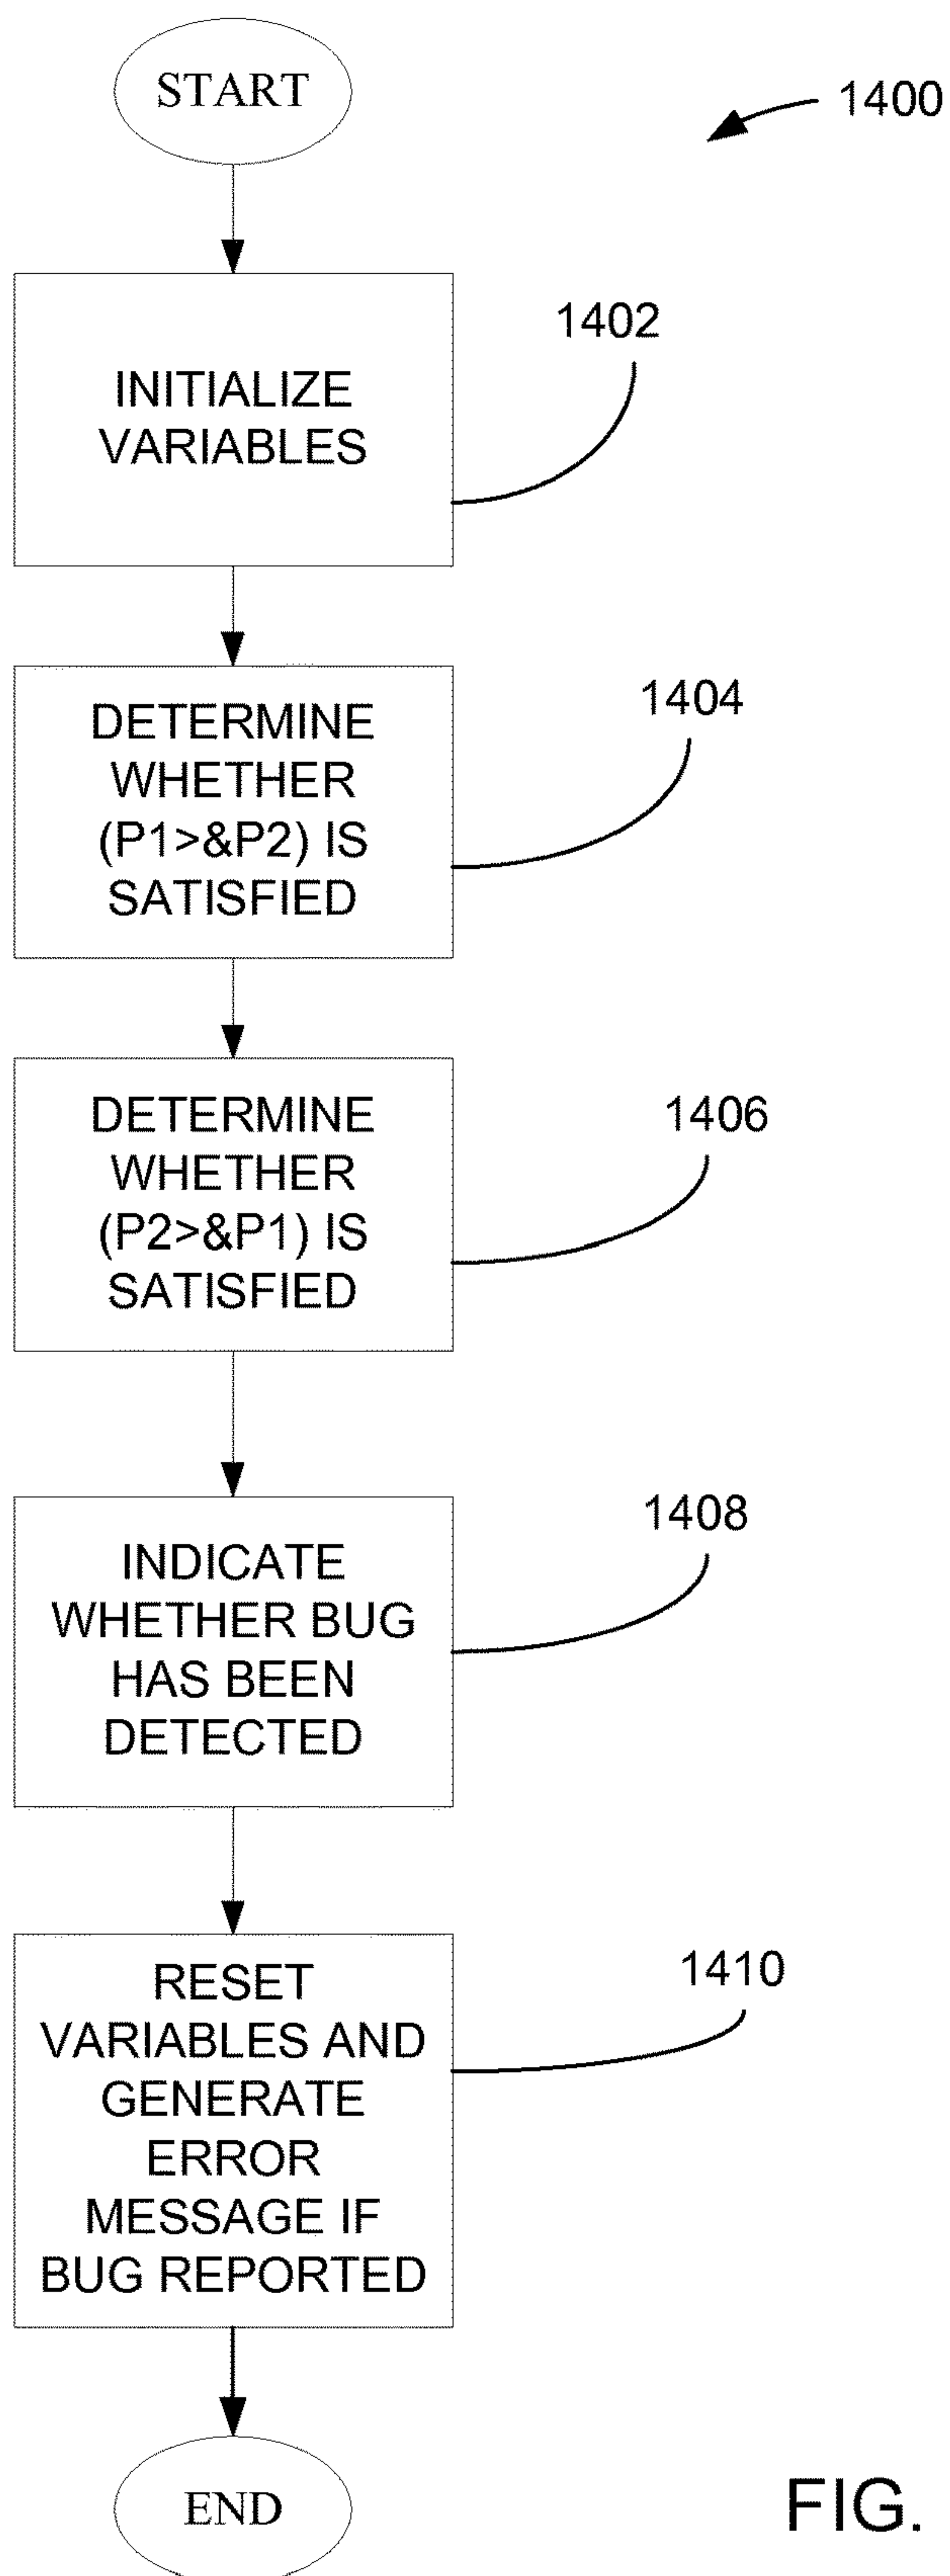 START
1400
1402
INITIALIZE
VARIABLES
1404
DETERMINE
WHETHER
(P1>&P2) IS
SATISFIED
1406
DETERMINE
WHETHER
(P2>&P1) IS
SATISFIED
1408
INDICATE
WHETHER BUG
HAS BEEN
DETECTED
1410
RESET
VARIABLES AND
GENERATE
ERROR
MESSAGE IF
BUG REPORTED
END
FIG.